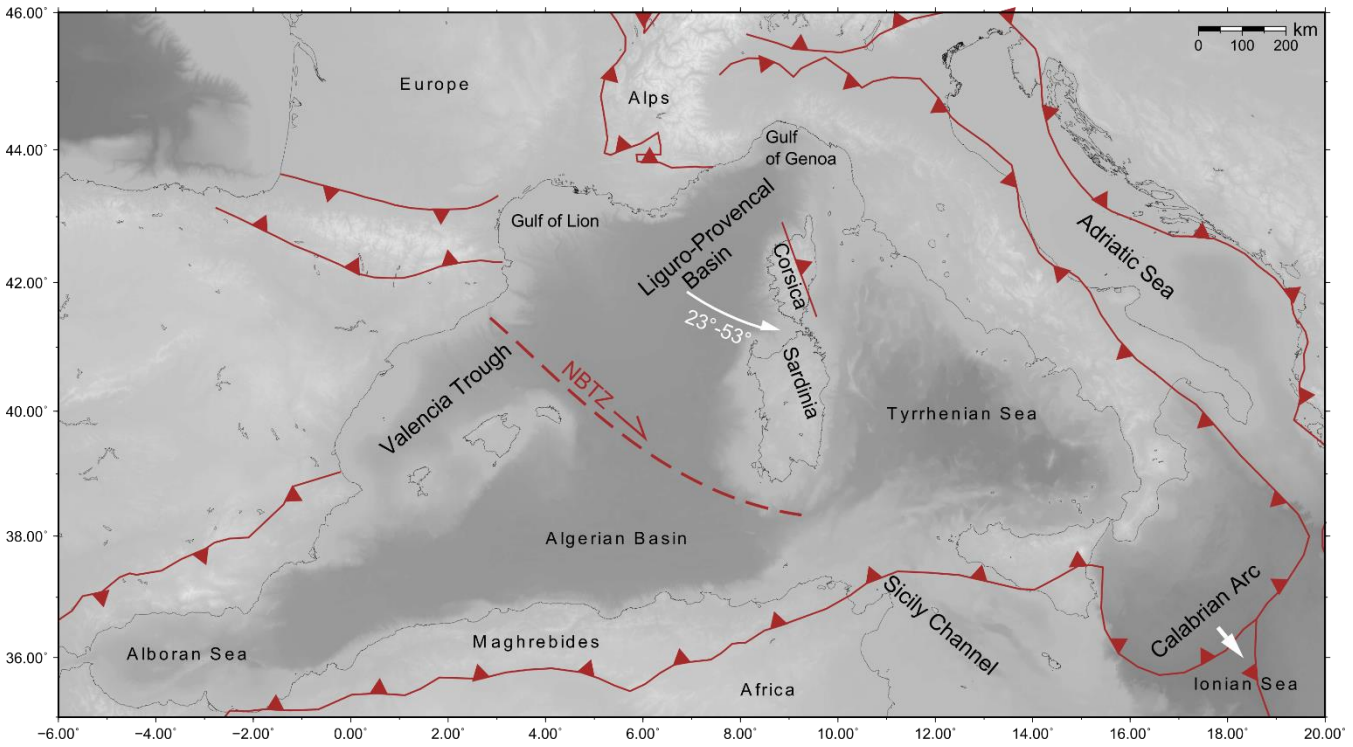 46.00˚
44.00˚
42.00˚
40.00˚
38.00˚
36.00˚
0 100 200 km
Europe
Alps
Gulf
of Genoa
Gulf of Lion
Liguro-Provencal
Basin
Corsica
Adriatic Sea
23°-53°
Sardinia
NBTZ
Valencia Trough
Tyrrhenian Sea
Algerian Basin
Sicily Channel
Calabrian Arc
Maghrebides
Alboran Sea
Africa
Ionian Sea
−6.00˚ −4.00˚ −2.00˚ 0.00˚ 2.00˚ 4.00˚ 6.00˚ 8.00˚ 10.00˚ 12.00˚ 14.00˚ 16.00˚ 18.00˚ 20.00˚